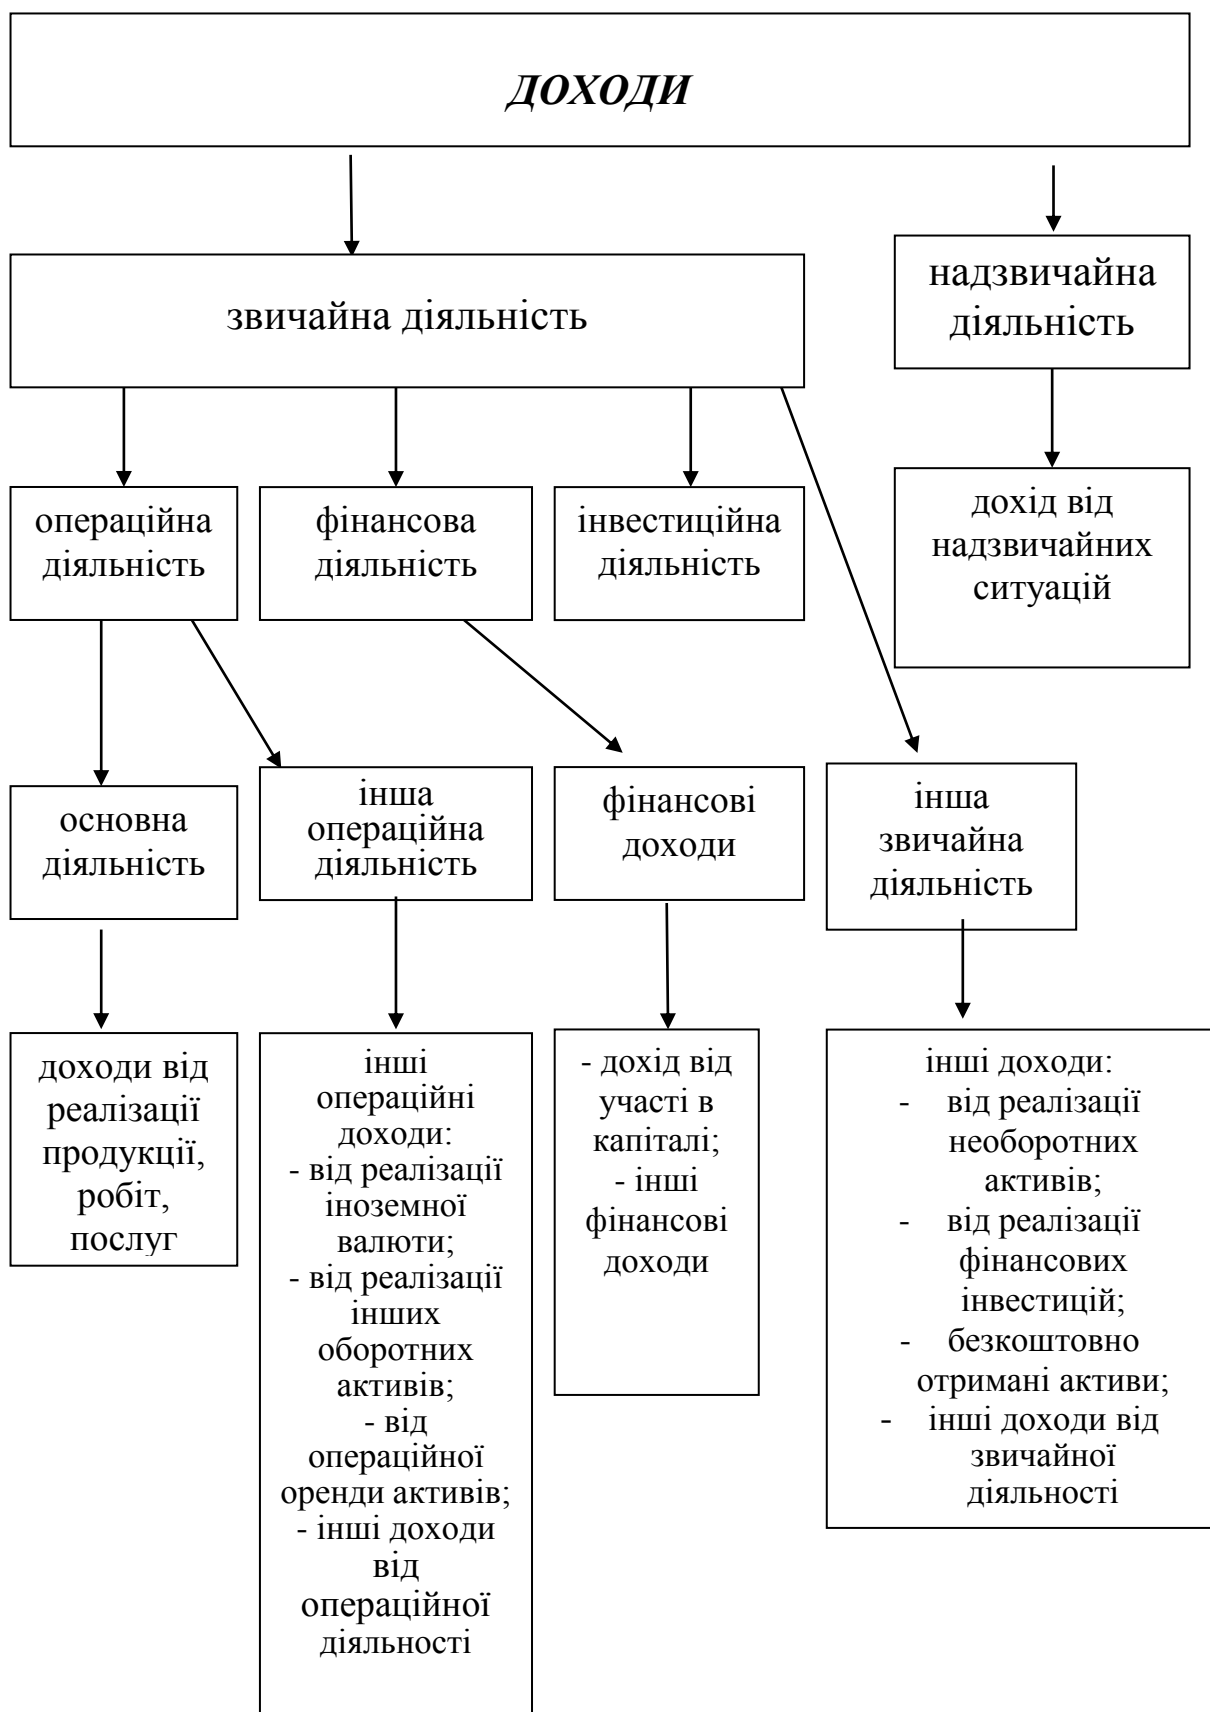 ДОХОДИ
звичайна діяльність
надзвичайна
діяльність
операційна
діяльність
фінансова
діяльність
інвестиційна
діяльність
дохід від
надзвичайних
ситуацій
основна
діяльність
інша
операційна
діяльність
фінансові
доходи
інша
звичайна
діяльність
доходи від
реалізації
продукції,
робіт,
послуг
інші
операційні
доходи:
- від реалізації
іноземної
валюти;
- від реалізації
інших
оборотних
активів;
- від
операційної
оренди активів;
- інші доходи
від
операційної
діяльності
- дохід від
участі в
капіталі;
- інші
фінансові
доходи
інші доходи:
- від реалізації
необоротних
активів;
- від реалізації
фінансових
інвестицій;
- безкоштовно
отримані активи;
- інші доходи від
звичайної
діяльності